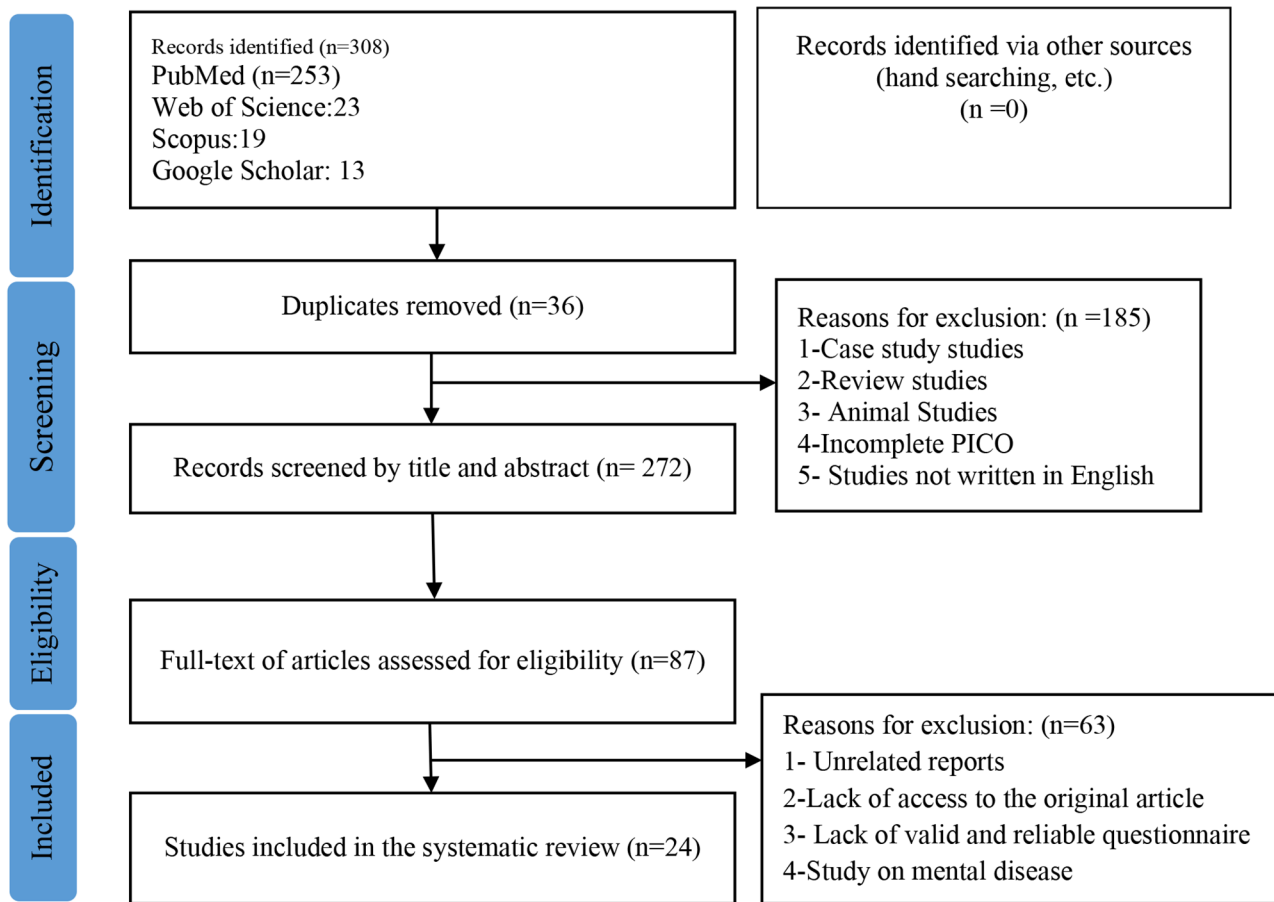 Identification
Records identified (n=308)
PubMed (n=253)
Web of Science:23
Scopus:19
Google Scholar: 13
Records identified via other sources
(hand searching, etc.)
(n =0)
Screening
Duplicates removed (n=36)
Reasons for exclusion: (n =185)
1-Case study studies
2-Review studies
3- Animal Studies
4-Incomplete PICO
5- Studies not written in English
Records screened by title and abstract (n= 272)
Eligibility
Full-text of articles assessed for eligibility (n=87)
Included
Reasons for exclusion: (n=63)
1- Unrelated reports
2-Lack of access to the original article
3- Lack of valid and reliable questionnaire
4-Study on mental disease
Studies included in the systematic review (n=24)